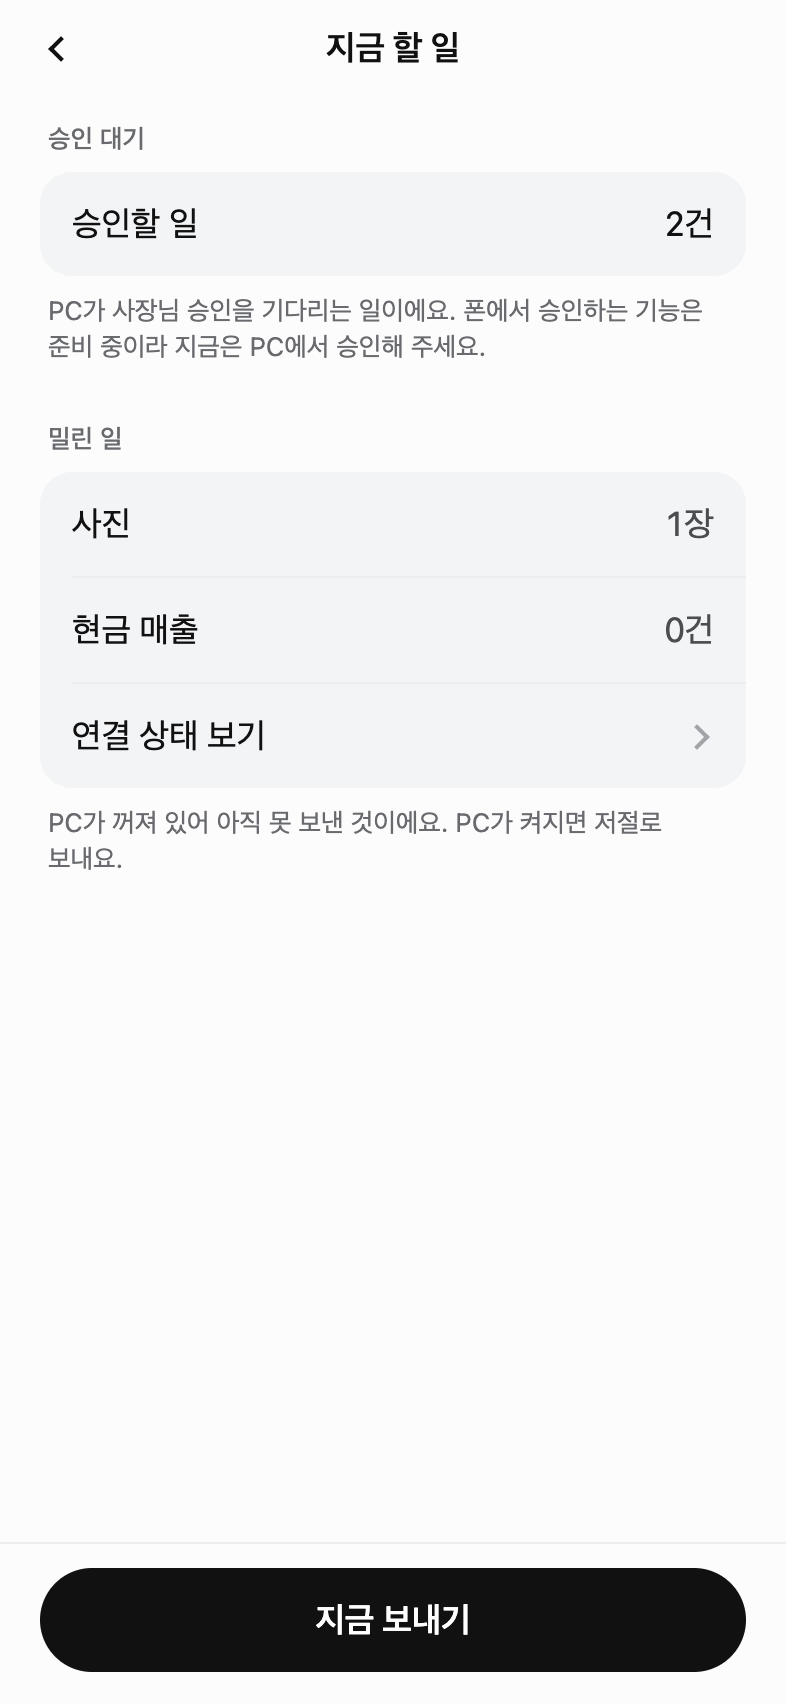 지금 할 일
승인 대기
승인할 일 2건
PC가 사장님 승인을 기다리는 일이에요. 폰에서 승인하는 기능은
준비 중이라 지금은 PC에서 승인해 주세요.
밀린 일
사진 1장
현금 매출 0건
연결 상태 보기
PC가 꺼져 있어 아직 못 보낸 것이에요. PC가 켜지면 저절로
보내요.
지금 보내기